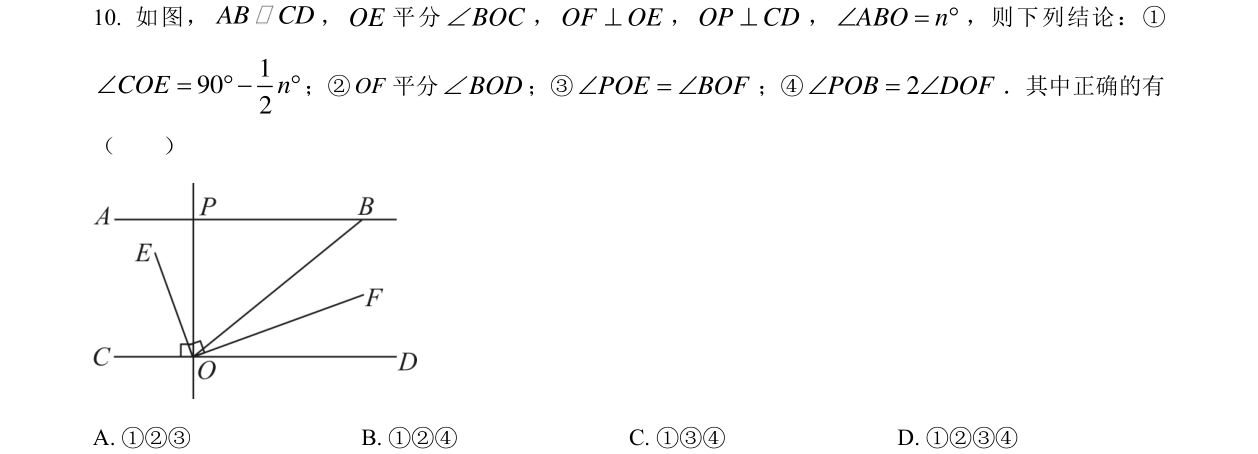 10. 如图，AB▱CD，OE 平分∠BOC，OF⊥OE，OP⊥CD，∠ABO=n°，则下列结论：①
∠COE=90°-\frac{1}{2}n°；②OF 平分∠BOD；③∠POE=∠BOF；④∠POB=2∠DOF．其中正确的有
（　　）
A P B
E
F
C O D
A. ①②③ B. ①②④ C. ①③④ D. ①②③④